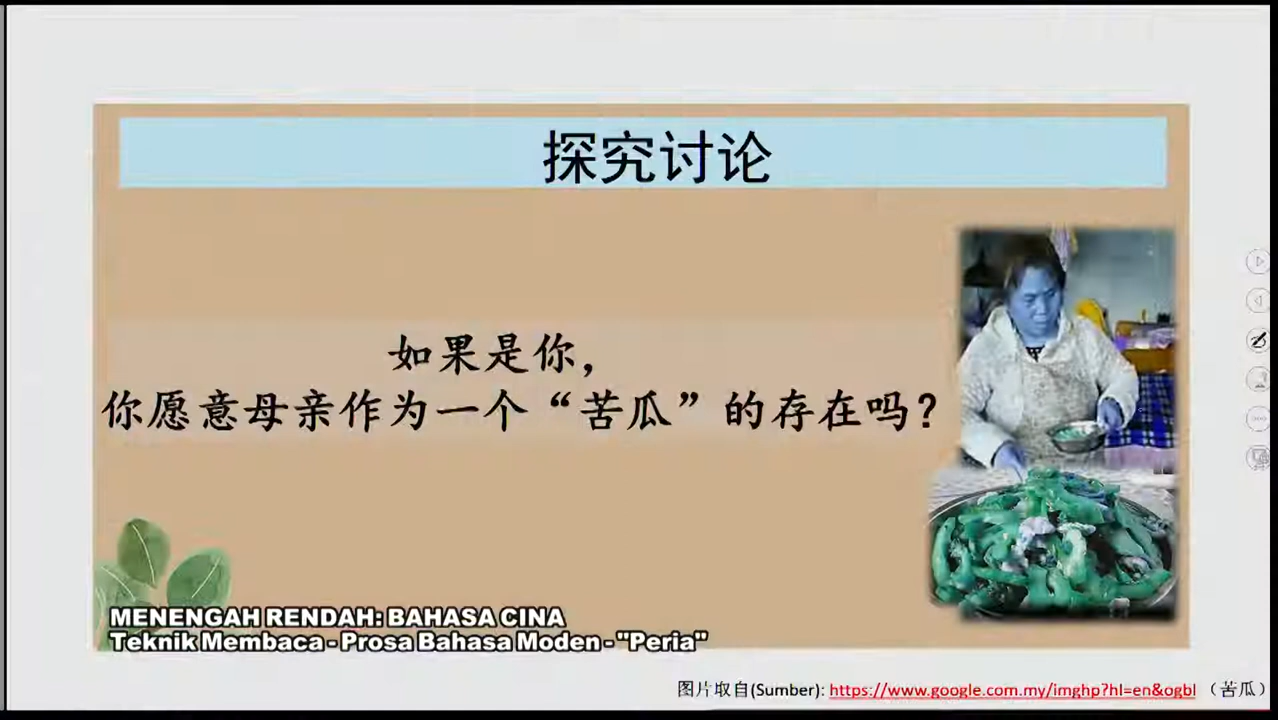 探究讨论
如果是你，
你愿意母亲作为一个“苦瓜”的存在吗？
MENENGAH RENDAH: BAHASA CINA
Teknik Membaca - Prosa Bahasa Moden - "Peria"
图片取自(Sumber): https://www.google.com.my/imghp?hl=en&ogbl （苦瓜）